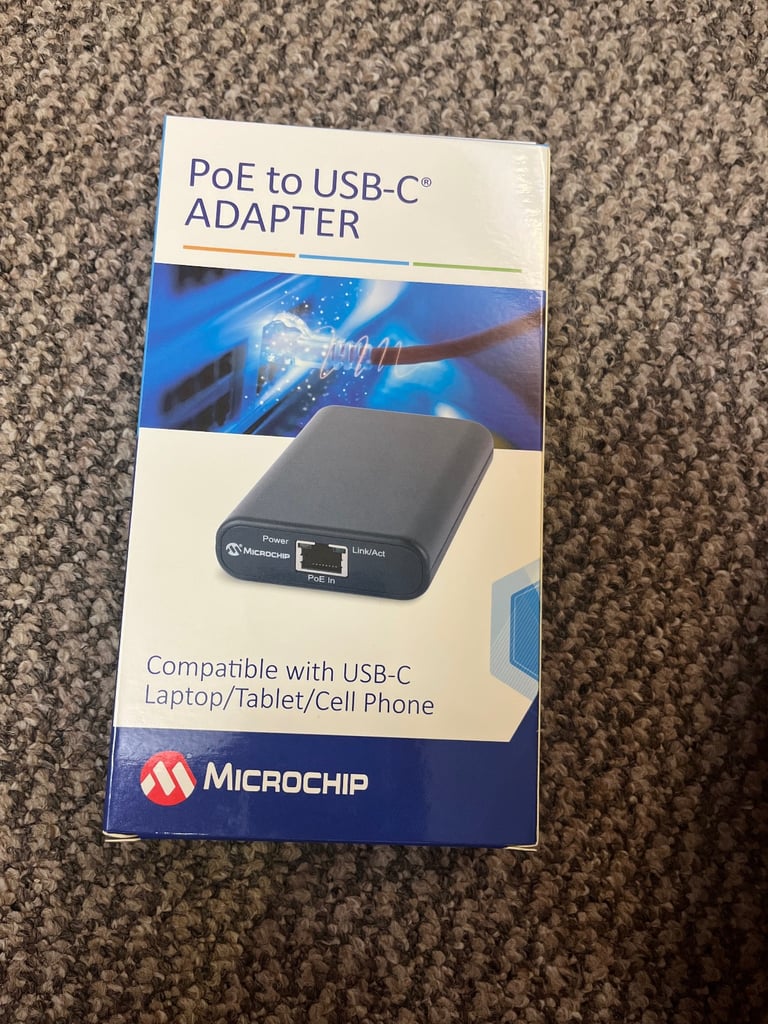 PoE to USB-C®
ADAPTER
Power
MICROCHIP
Link/Act
PoE In
Compatible with USB-C
Laptop/Tablet/Cell Phone
MICROCHIP